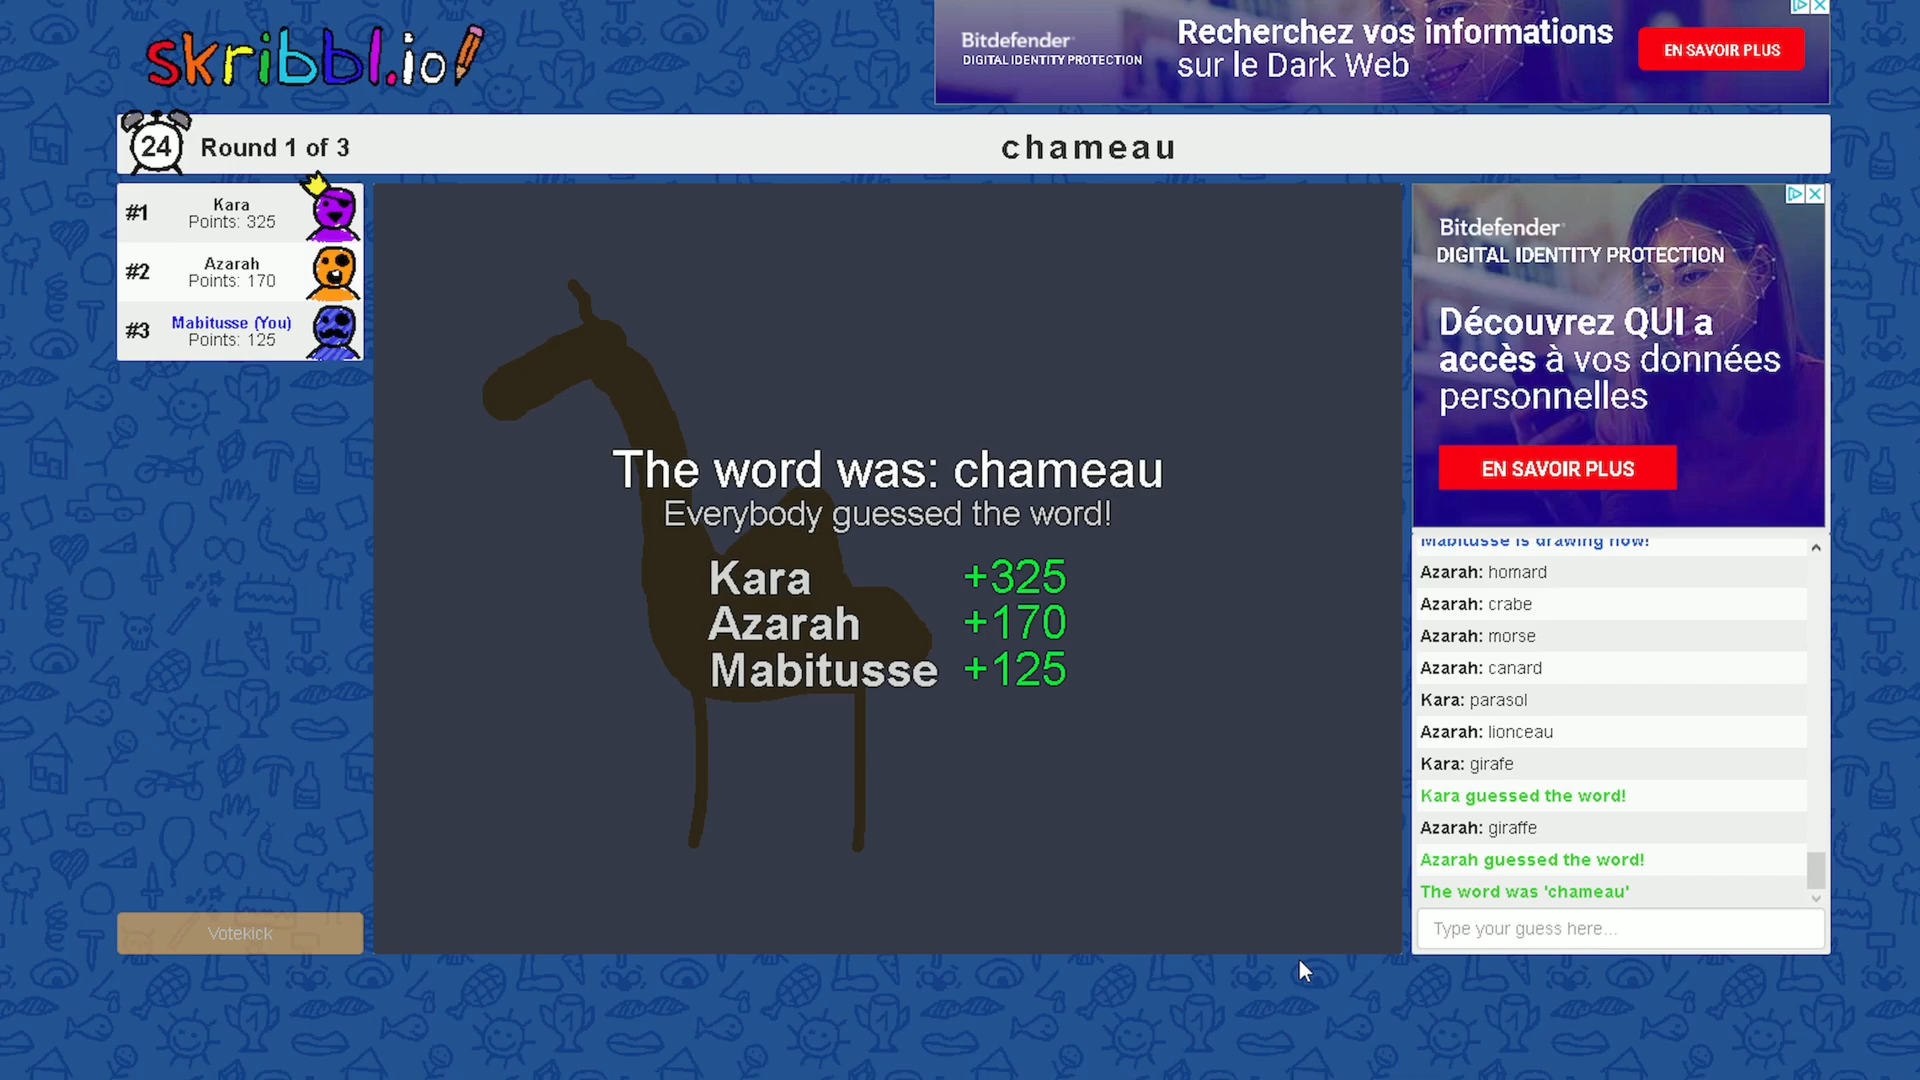 skribbl.io
Bitdefender
DIGITAL IDENTITY PROTECTION
Recherchez vos informations
sur le Dark Web
EN SAVOIR PLUS
24
Round 1 of 3
chameau
#1
Kara
Points: 325
#2
Azarah
Points: 170
#3
Mabitusse (You)
Points: 125
The word was: chameau
Everybody guessed the word!
Kara +325
Azarah +170
Mabitusse +125
Bitdefender
DIGITAL IDENTITY PROTECTION
Découvrez QUI a
accès à vos données
personnelles
EN SAVOIR PLUS
Mabitusse is drawing now!
Azarah: homard
Azarah: crabe
Azarah: morse
Azarah: canard
Kara: parasol
Azarah: lionceau
Kara: girafe
Kara guessed the word!
Azarah: giraffe
Azarah guessed the word!
The word was 'chameau'
Type your guess here...
Votekick